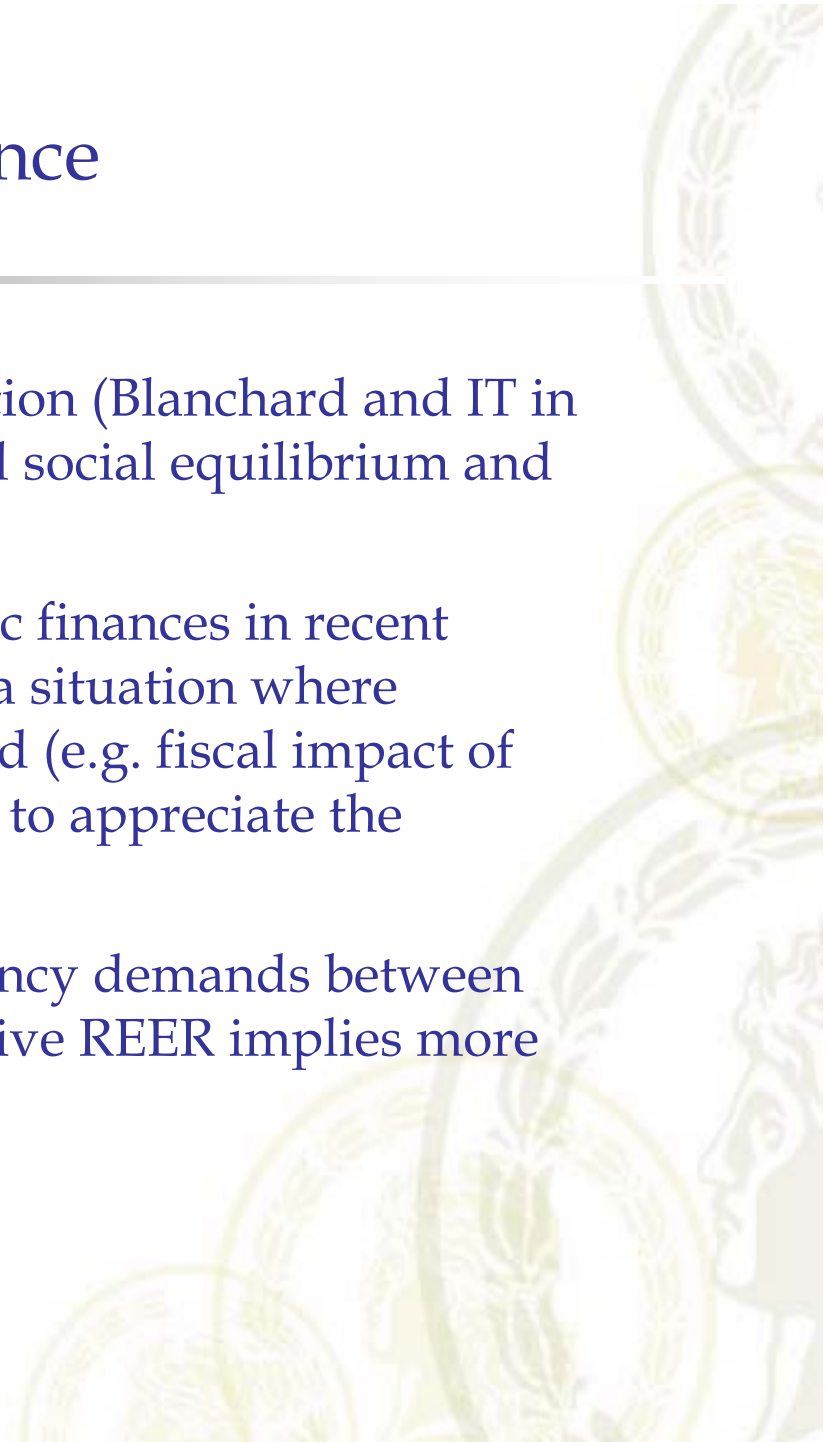 nce
tion (Blanchard and IT in
l social equilibrium and
c finances in recent
a situation where
d (e.g. fiscal impact of
to appreciate the
ncy demands between
ive REER implies more